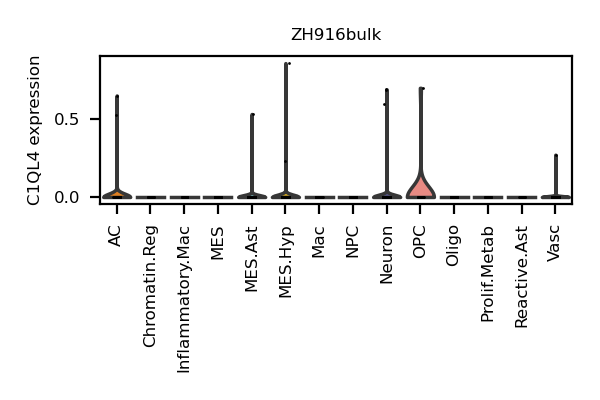 ZH916bulk
C1QL4 expression
0.5
0.0
AC
Chromatin.Reg
Inflammatory.Mac
MES
MES.Ast
MES.Hyp
Mac
NPC
Neuron
OPC
Oligo
Prolif.Metab
Reactive.Ast
Vasc